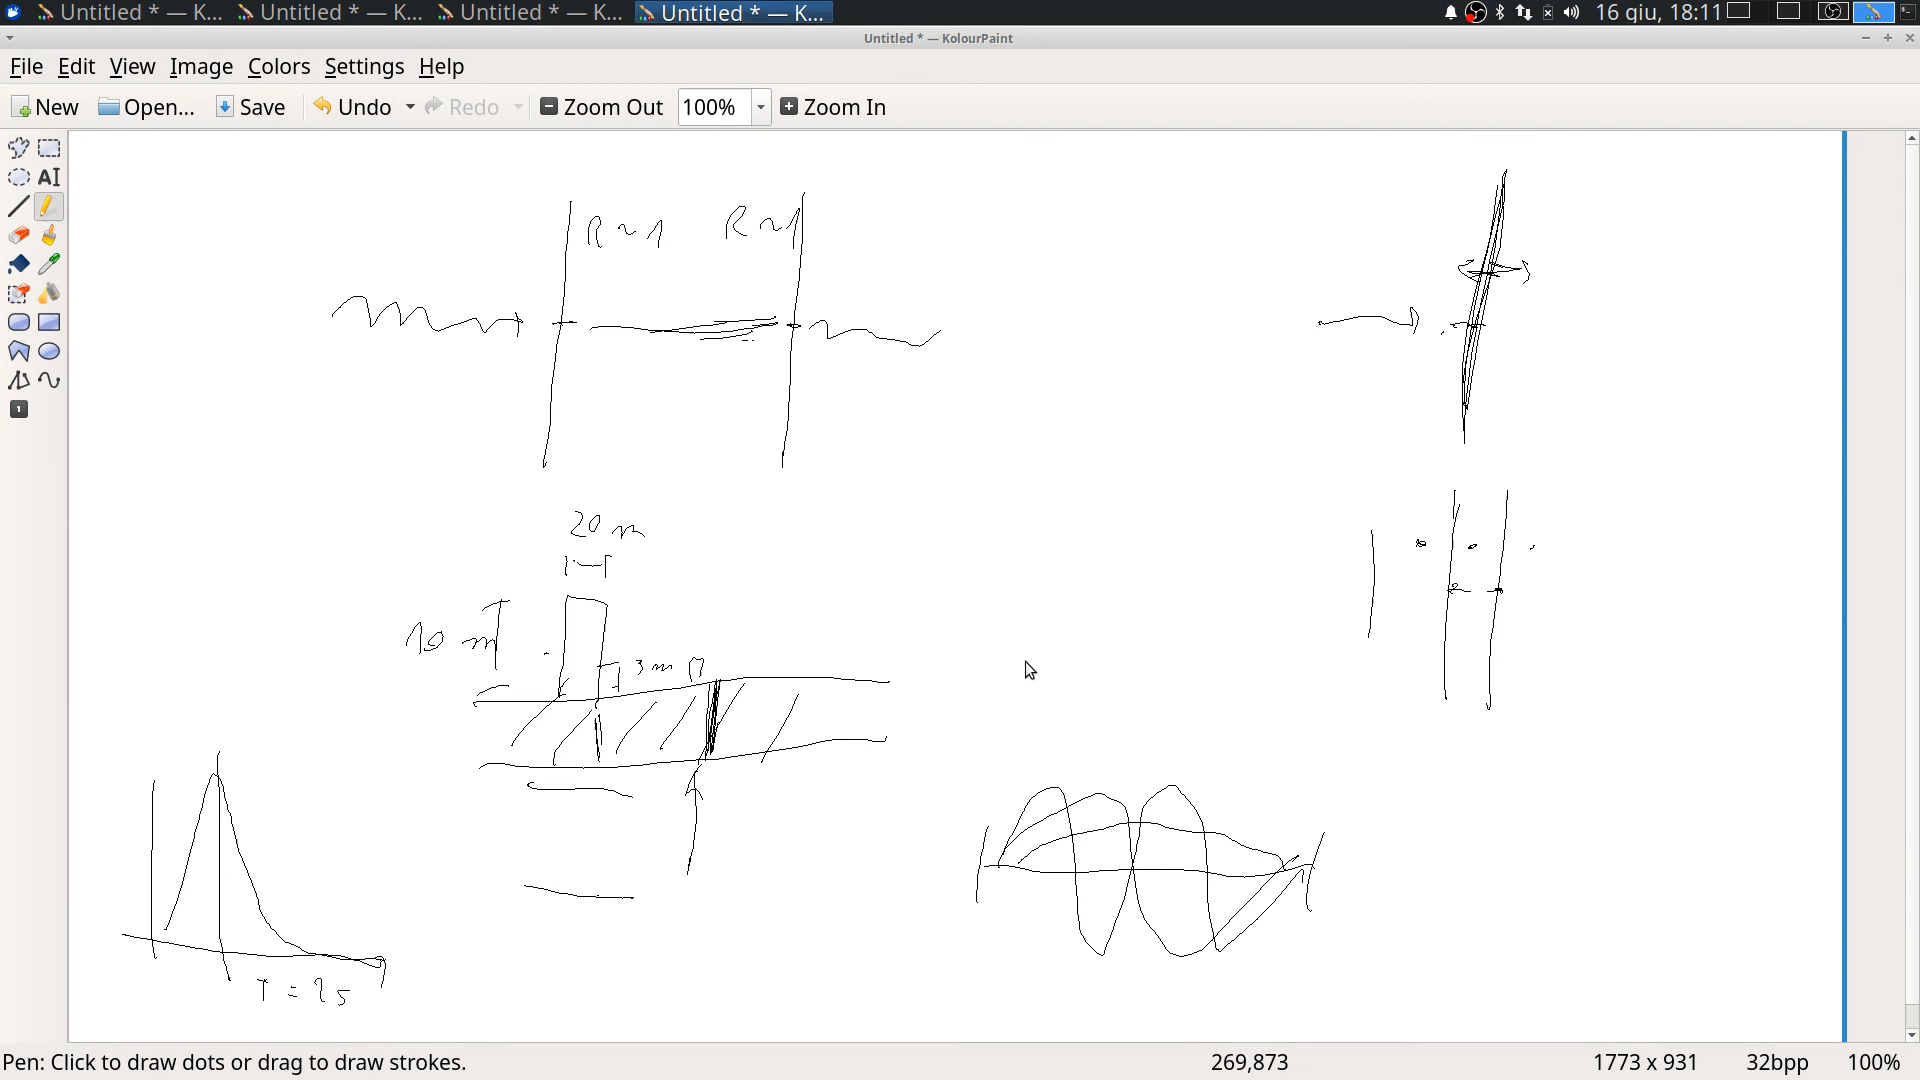 Untitled * — K... Untitled * — K... Untitled * — K... Untitled * — K... 16 giu, 18:11
Untitled * — KolourPaint
File Edit View Image Colors Settings Help
New Open... Save Undo Redo Zoom Out 100% Zoom In
AI
1
R ~ 1 R ~ 1
20 m
10 m
3 m
T = 25
Pen: Click to draw dots or drag to draw strokes. 269,873 1773 x 931 32bpp 100%